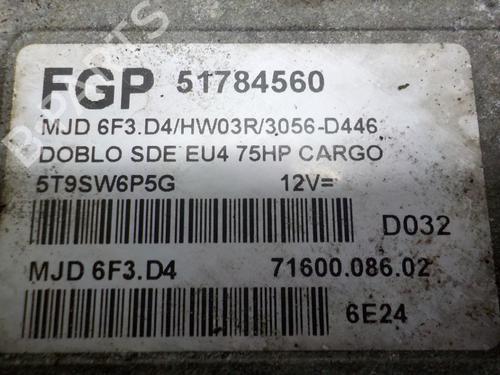 FGP 51784560
MJD 6F3.D4/HW03R/3056-D446
DOBLO SDE EU4 75HP CARGO
5T9SW6P5G 12V=
D032
MJD 6F3.D4 71600.086.02
6E24